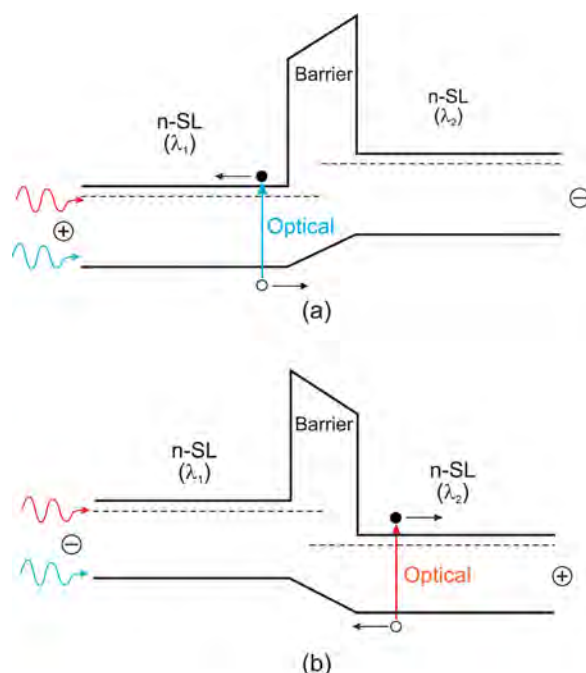 Barrier
n-SL
(λ₁)
n-SL
(λ₂)
+
−
Optical
(a)
Barrier
n-SL
(λ₁)
n-SL
(λ₂)
−
+
Optical
(b)